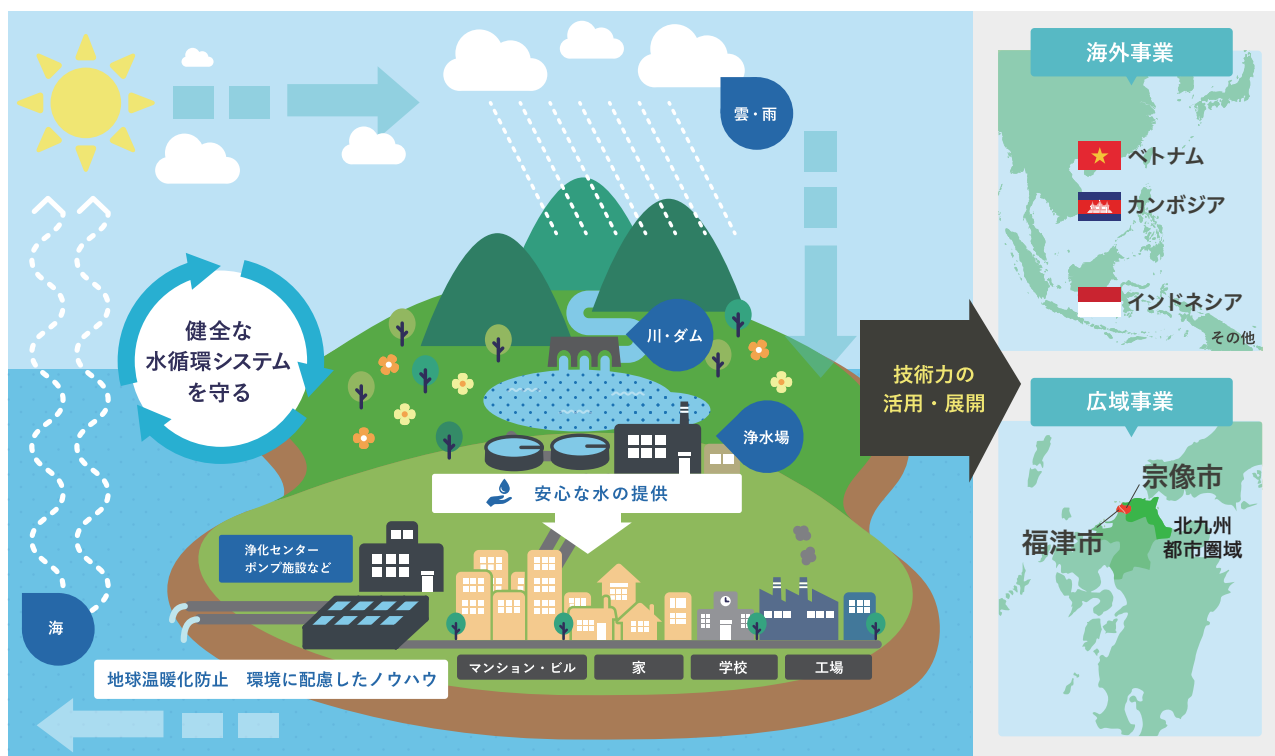 雲・雨
健全な
水循環システム
を守る
川・ダム
浄水場
安心な水の提供
浄化センター
ポンプ施設など
海
地球温暖化防止　環境に配慮したノウハウ
マンション・ビル
家
学校
工場
技術力の
活用・展開
海外事業
ベトナム
カンボジア
インドネシア
その他
広域事業
宗像市
福津市
北九州
都市圏域